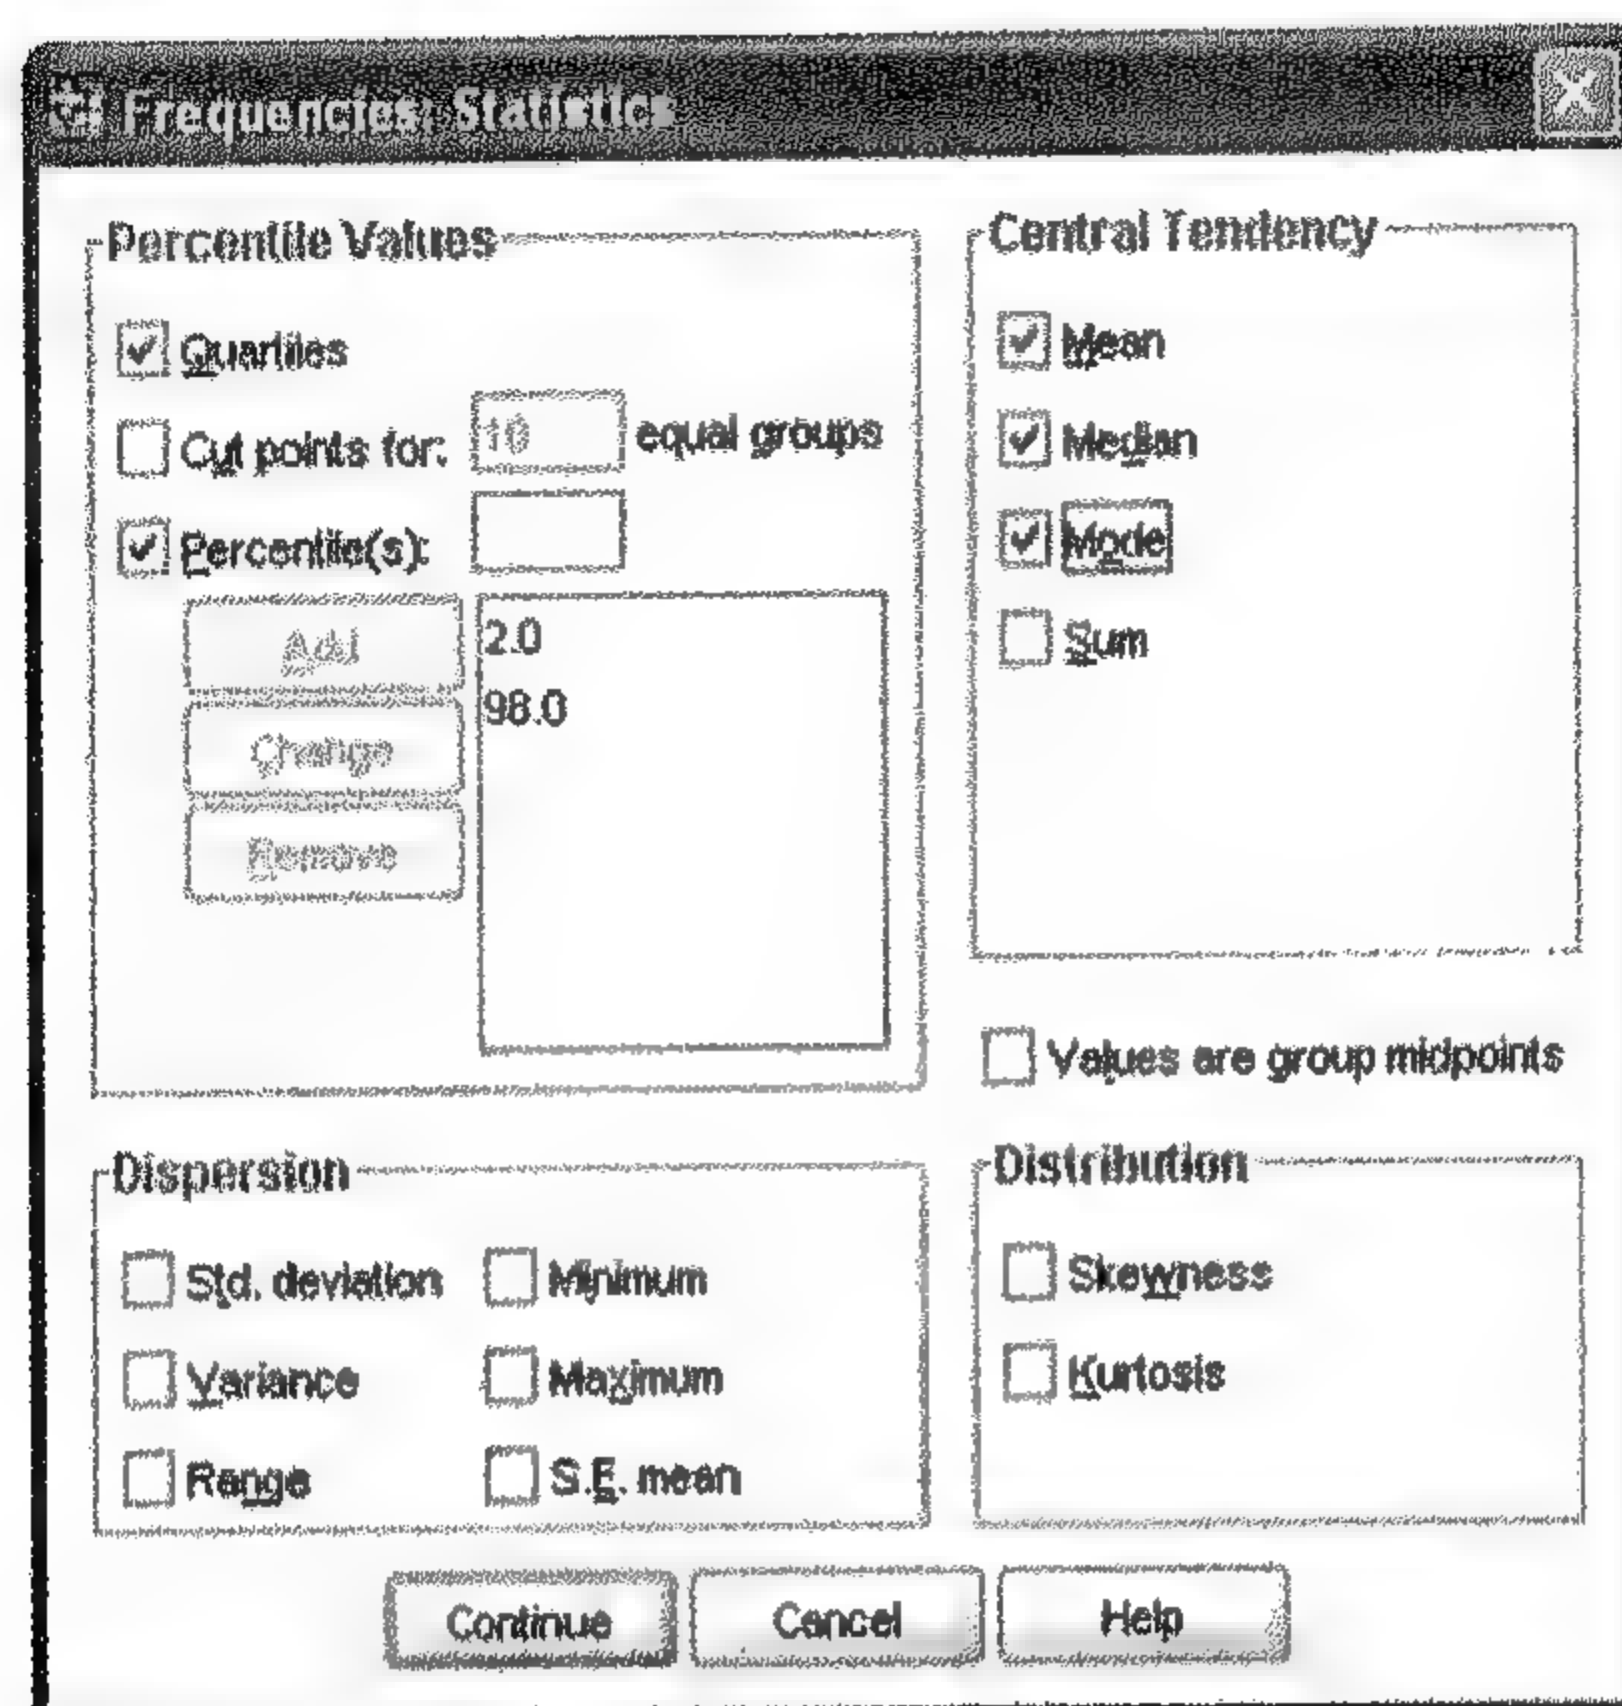 Frequencies: Statistics
Percentile Values
Quartiles
Cut points for: 10 equal groups
Percentile(s):
Add
Change
Remove
2.0
98.0
Central Tendency
Mean
Median
Mode
Sum
Values are group midpoints
Dispersion
Std. deviation
Minimum
Variance
Maximum
Range
S.E. mean
Distribution
Skewness
Kurtosis
Continue
Cancel
Help